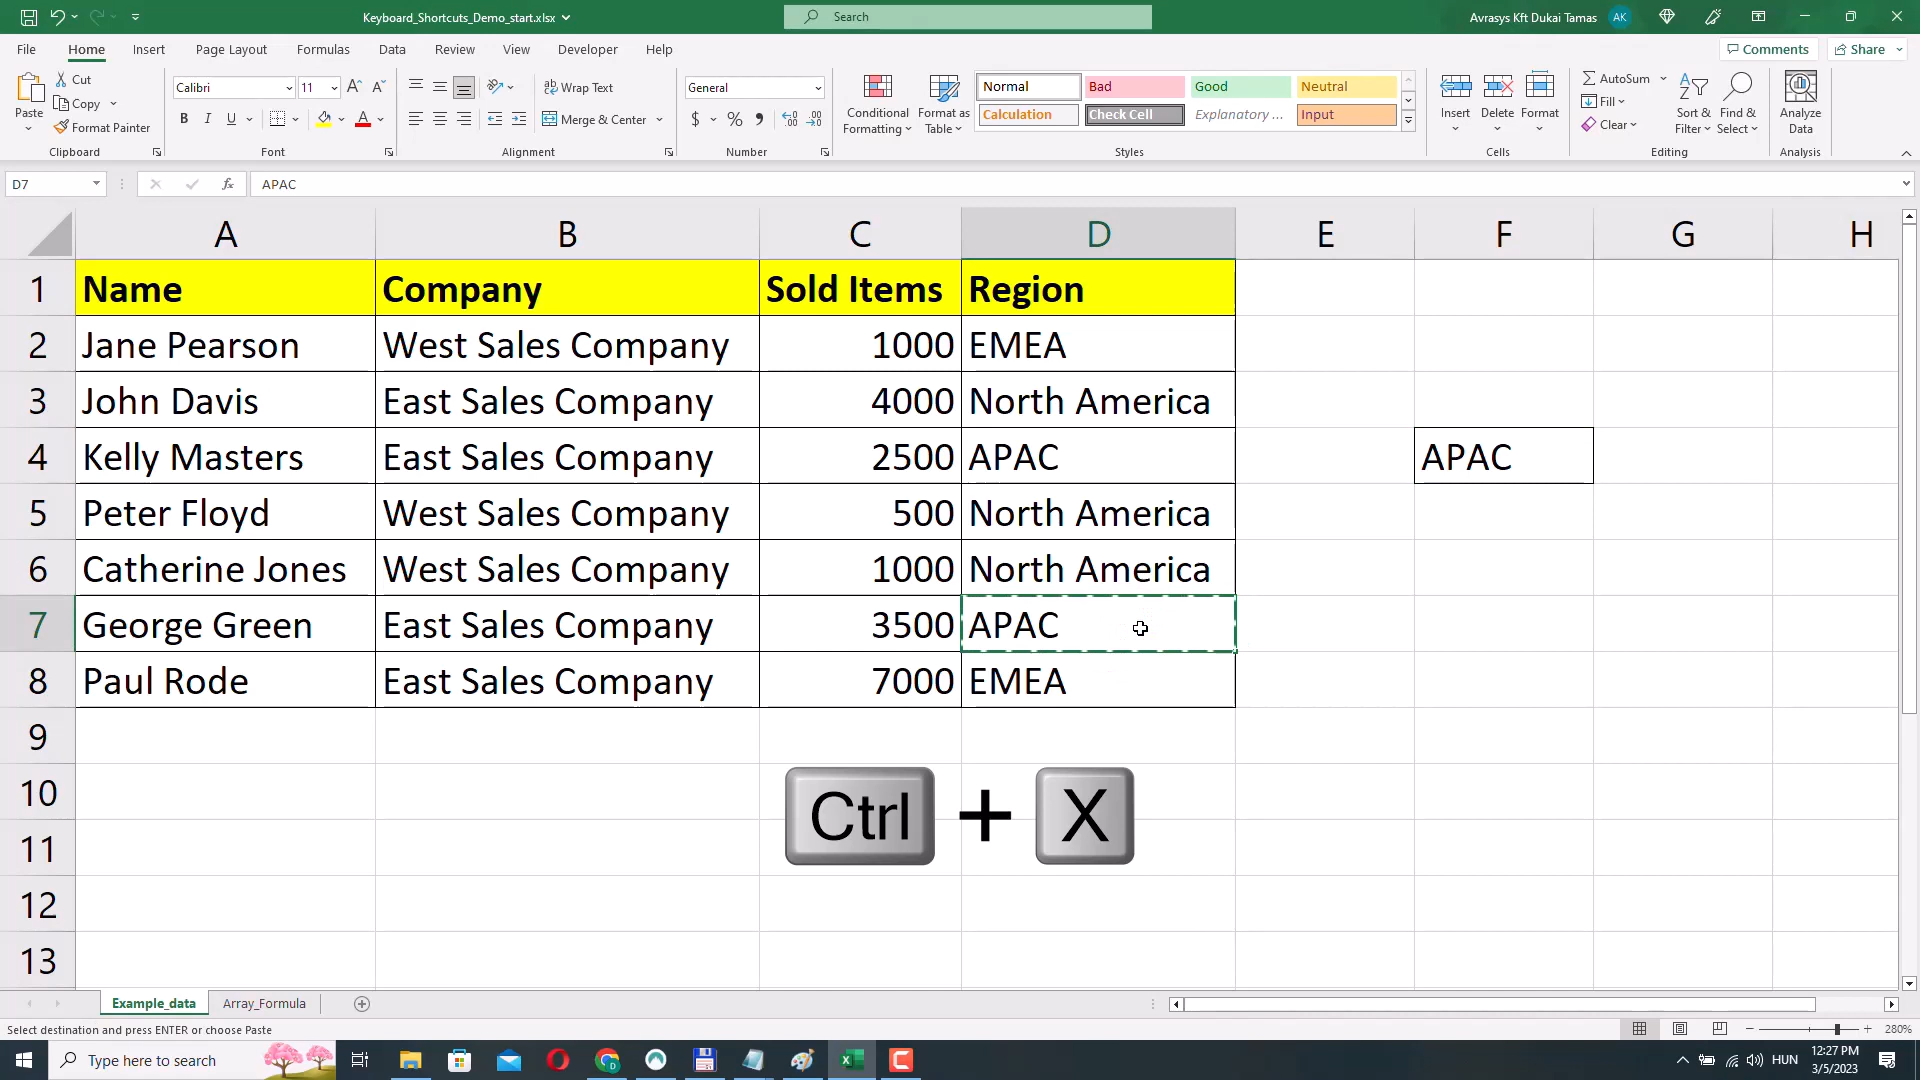 Keyboard_Shortcuts_Demo_start.xlsx
Search
Avrasys Kft Dukai Tamas
AK
File
Home
Insert
Page Layout
Formulas
Data
Review
View
Developer
Help
Comments
Share
Paste
Cut
Copy
Format Painter
Clipboard
Calibri
11
B I U
Font
Wrap Text
Merge & Center
Alignment
General
$ % 9
Number
Conditional
Formatting
Format as
Table
Normal
Bad
Good
Neutral
Calculation
Check Cell
Explanatory ...
Input
Styles
Insert
Delete
Format
Cells
AutoSum
Fill
Clear
Sort &
Filter
Find &
Select
Editing
Analyze
Data
Analysis
D7
fx
APAC
A B C D E F G H
1 Name Company Sold Items Region
2 Jane Pearson West Sales Company 1000 EMEA
3 John Davis East Sales Company 4000 North America
4 Kelly Masters East Sales Company 2500 APAC APAC
5 Peter Floyd West Sales Company 500 North America
6 Catherine Jones West Sales Company 1000 North America
7 George Green East Sales Company 3500 APAC
8 Paul Rode East Sales Company 7000 EMEA
9
10
11
12
13
Ctrl + X
Example_data
Array_Formula
Select destination and press ENTER or choose Paste
280%
Type here to search
HUN
12:27 PM
3/5/2023